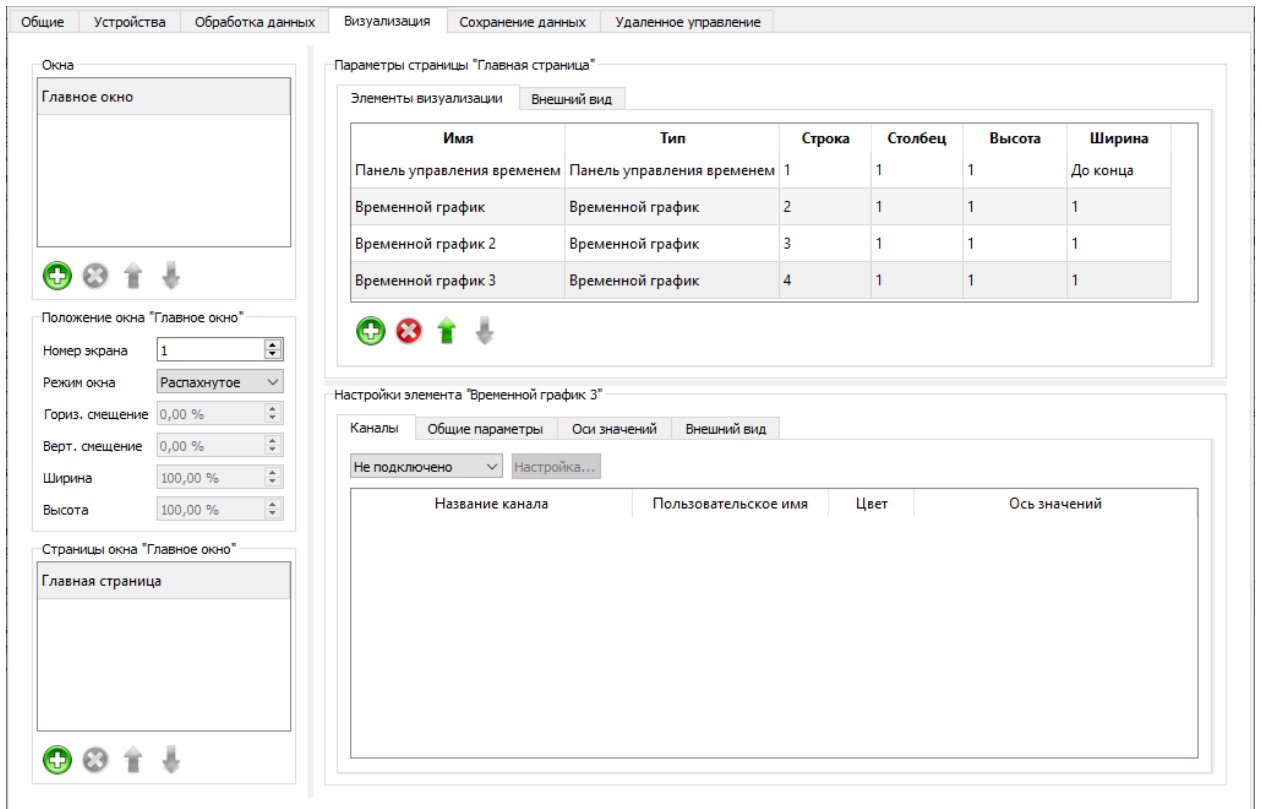 Общие Устройства Обработка данных Визуализация Сохранение данных Удаленное управление
Окна
Главное окно
Положение окна "Главное окно"
Номер экрана 1
Режим окна Распахнутое
Гориз. смещение 0,00 %
Верт. смещение 0,00 %
Ширина 100,00 %
Высота 100,00 %
Страницы окна "Главное окно"
Главная страница
Параметры страницы "Главная страница"
Элементы визуализации Внешний вид
Имя Тип Строка Столбец Высота Ширина
Панель управления временем Панель управления временем 1 1 1 До конца
Временной график Временной график 2 1 1 1
Временной график 2 Временной график 3 1 1 1
Временной график 3 Временной график 4 1 1 1
Настройки элемента "Временной график 3"
Каналы Общие параметры Оси значений Внешний вид
Не подключено Настройка...
Название канала Пользовательское имя Цвет Ось значений